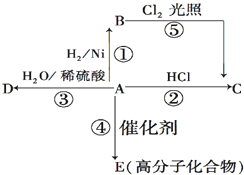 B Cl₂ 光照
⑤
H₂/Ni ①
H₂O/稀硫酸 HCl
D A C
③ ②
④ 催化剂
E(高分子化合物)